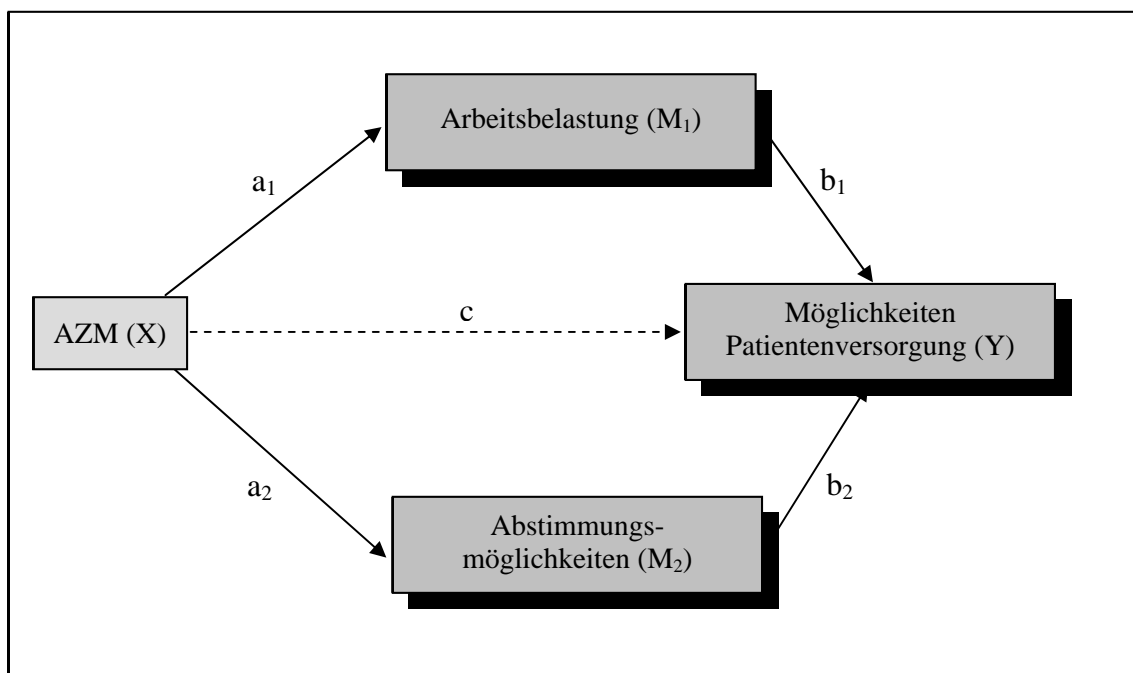 Arbeitsbelastung (M₁)
a₁
b₁
AZM (X)
c
Möglichkeiten
Patientenversorgung (Y)
a₂
b₂
Abstimmungs-
möglichkeiten (M₂)